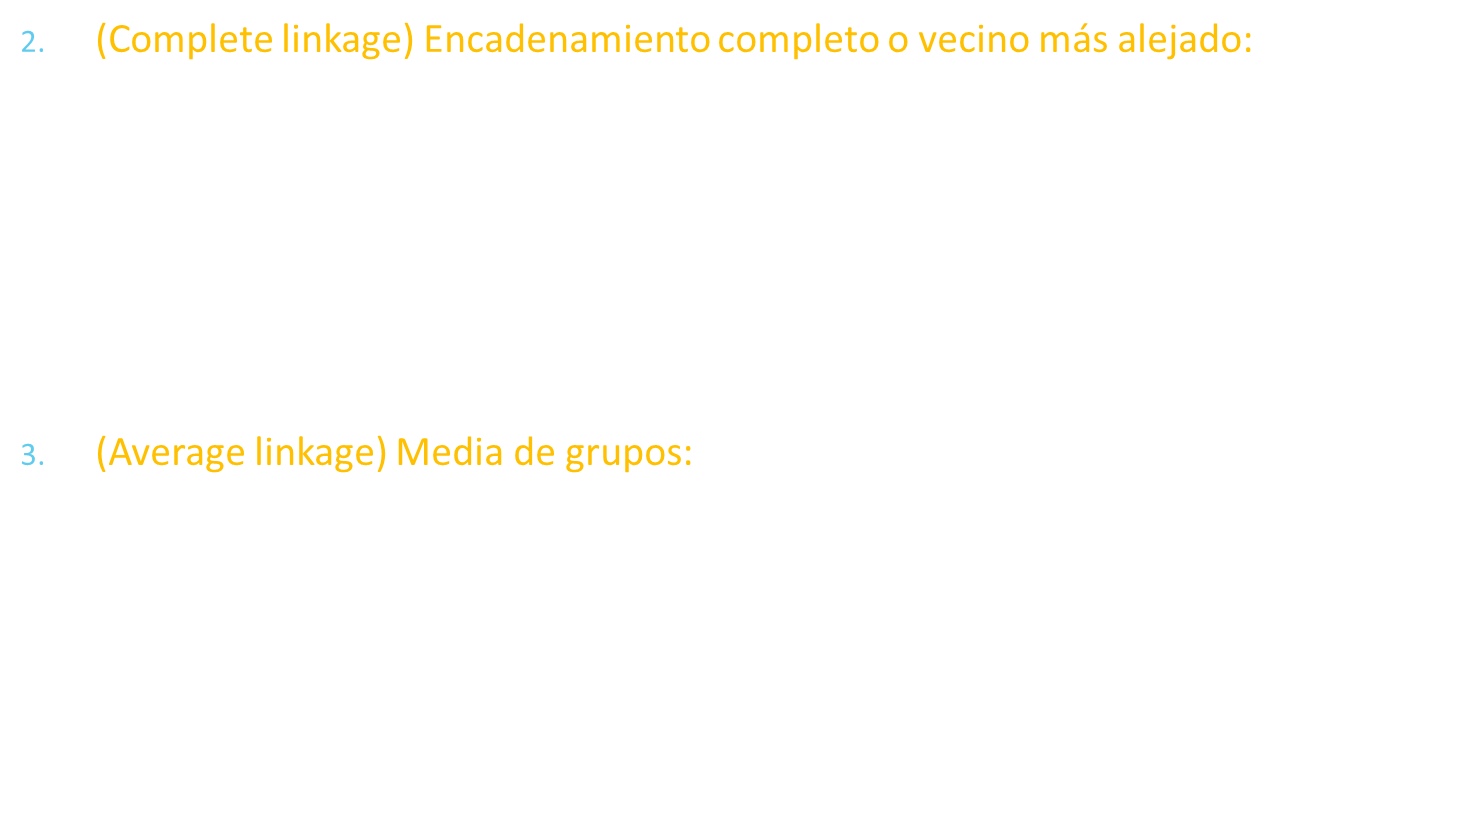 2. (Complete linkage) Encadenamiento completo o vecino más alejado:
3. (Average linkage) Media de grupos: